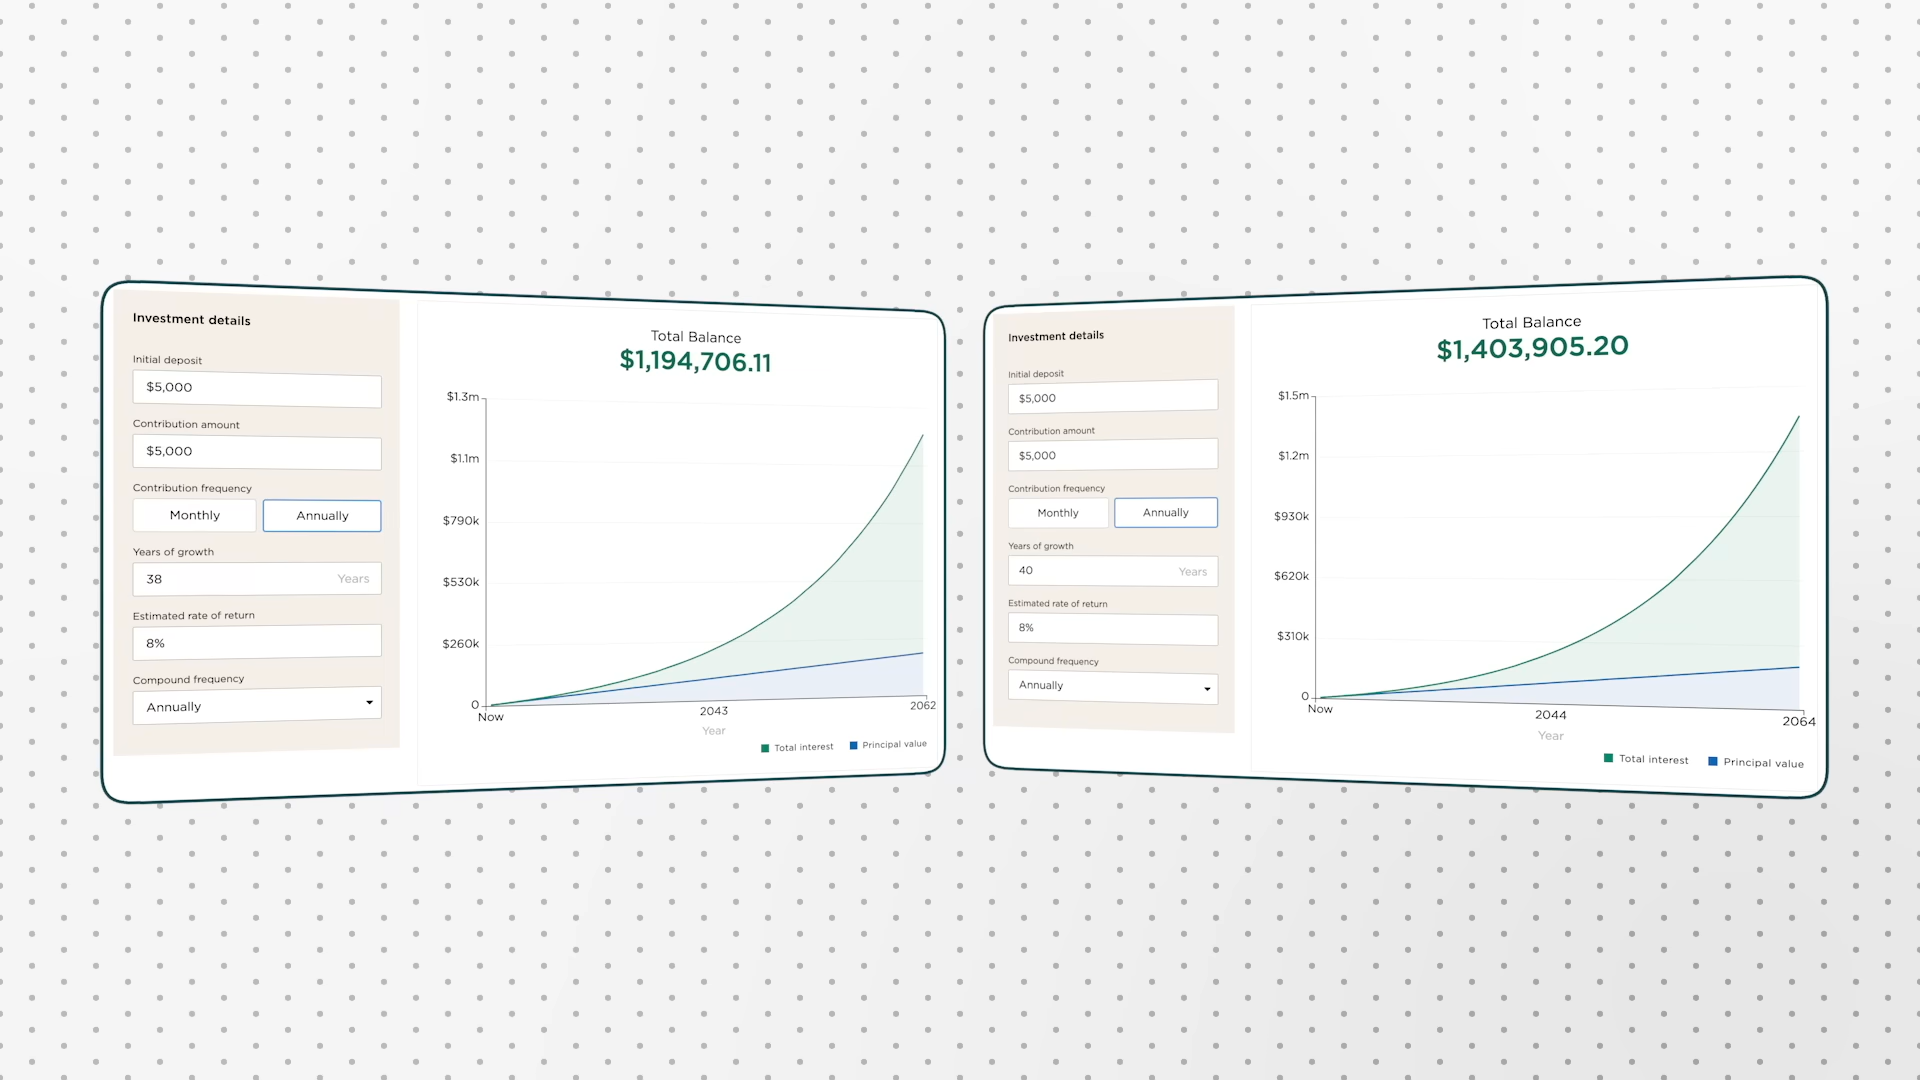 Investment details
Initial deposit
$5,000
Contribution amount
$5,000
Contribution frequency
Monthly Annually
Years of growth
38 Years
Estimated rate of return
8%
Compound frequency
Annually
Total Balance
$1,194,706.11
$1.3m
$1.1m
$790k
$530k
$260k
0
Now 2043 2062
Year
Total interest Principal value
Investment details
Initial deposit
$5,000
Contribution amount
$5,000
Contribution frequency
Monthly Annually
Years of growth
40 Years
Estimated rate of return
8%
Compound frequency
Annually
Total Balance
$1,403,905.20
$1.5m
$1.2m
$930k
$620k
$310k
0
Now 2044 2064
Year
Total interest Principal value